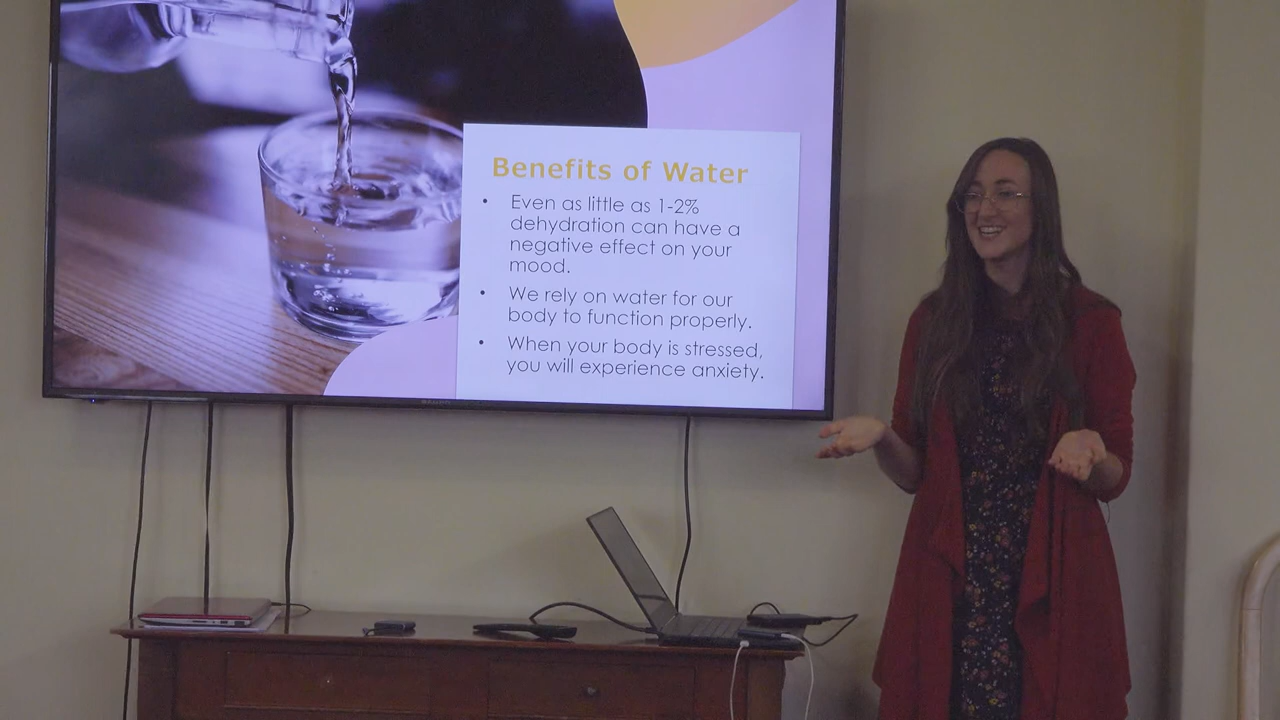 Benefits of Water
• Even as little as 1-2%
dehydration can have a
negative effect on your
mood.
• We rely on water for our
body to function properly.
• When your body is stressed,
you will experience anxiety.